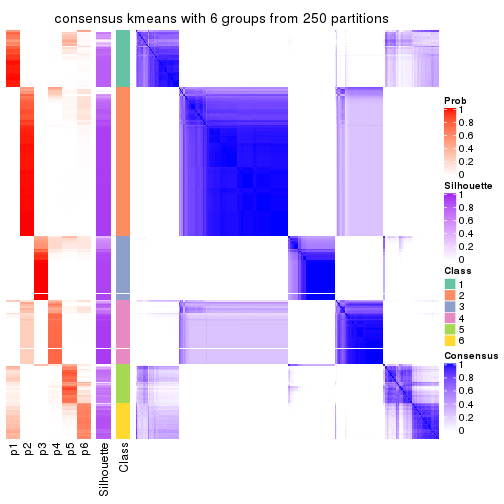 consensus kmeans with 6 groups from 250 partitions
Prob
1
0.8
0.6
0.4
0.2
0
Silhouette
1
0.8
0.6
0.4
0.2
0
Class
1
2
3
4
5
6
Consensus
1
0.8
0.6
0.4
0.2
0
p1
p2
p3
p4
p5
p6
Silhouette
Class